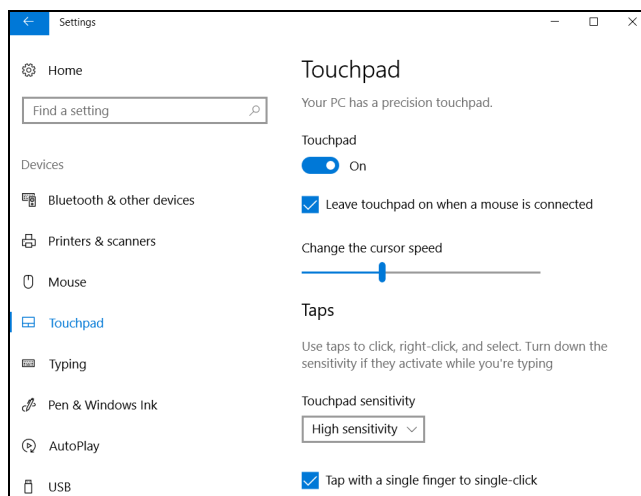 Settings
Home
Find a setting
Devices
Bluetooth & other devices
Printers & scanners
Mouse
Touchpad
Typing
Pen & Windows Ink
AutoPlay
USB
Touchpad
Your PC has a precision touchpad.
Touchpad
On
Leave touchpad on when a mouse is connected
Change the cursor speed
Taps
Use taps to click, right-click, and select. Turn down the
sensitivity if they activate while you're typing
Touchpad sensitivity
High sensitivity
Tap with a single finger to single-click